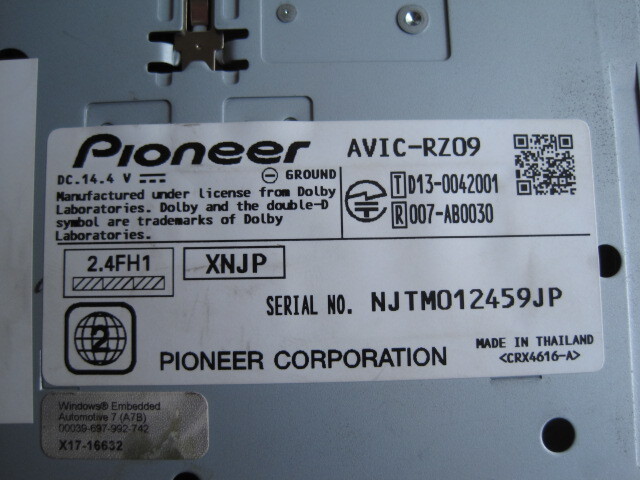 Pioneer AVIC-RZ09
DC.14.4 V ⊖ GROUND
Manufactured under license from Dolby
Laboratories. Dolby and the double-D
symbol are trademarks of Dolby
Laboratories.
T D13-0042001
R 007-AB0030
2.4FH1 XNJP
SERIAL NO. NJTM012459JP
2
PIONEER CORPORATION
MADE IN THAILAND
<CRX4616-A>
Windows® Embedded
Automotive 7 (A7B)
00039-697-992-742
X17-16632